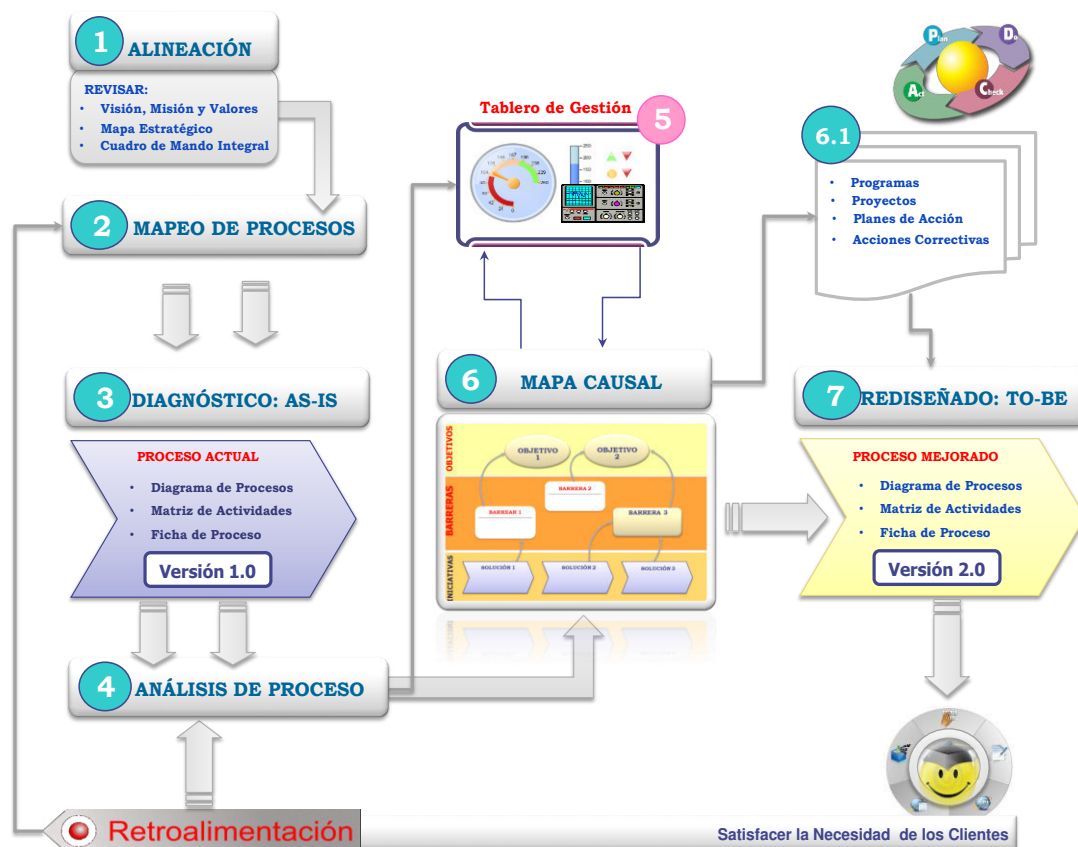 1 ALINEACIÓN
REVISAR:
• Visión, Misión y Valores
• Mapa Estratégico
• Cuadro de Mando Integral
2 MAPEO DE PROCESOS
3 DIAGNÓSTICO: AS-IS
PROCESO ACTUAL
• Diagrama de Procesos
• Matriz de Actividades
• Ficha de Proceso
Versión 1.0
4 ANÁLISIS DE PROCESO
Tablero de Gestión
5
6 MAPA CAUSAL
OBJETIVOS
OBJETIVO
1
OBJETIVO
2
BARRERAS
BARRERA 2
BARREAR 1
BARRERA 3
INICIATIVAS
SOLUCIÓN 1
SOLUCIÓN 2
SOLUCIÓN 3
Plan
Do
Check
Act
6.1
• Programas
• Proyectos
• Planes de Acción
• Acciones Correctivas
7 REDISEÑADO: TO-BE
PROCESO MEJORADO
• Diagrama de Procesos
• Matriz de Actividades
• Ficha de Proceso
Versión 2.0
Retroalimentación
Satisfacer la Necesidad de los Clientes